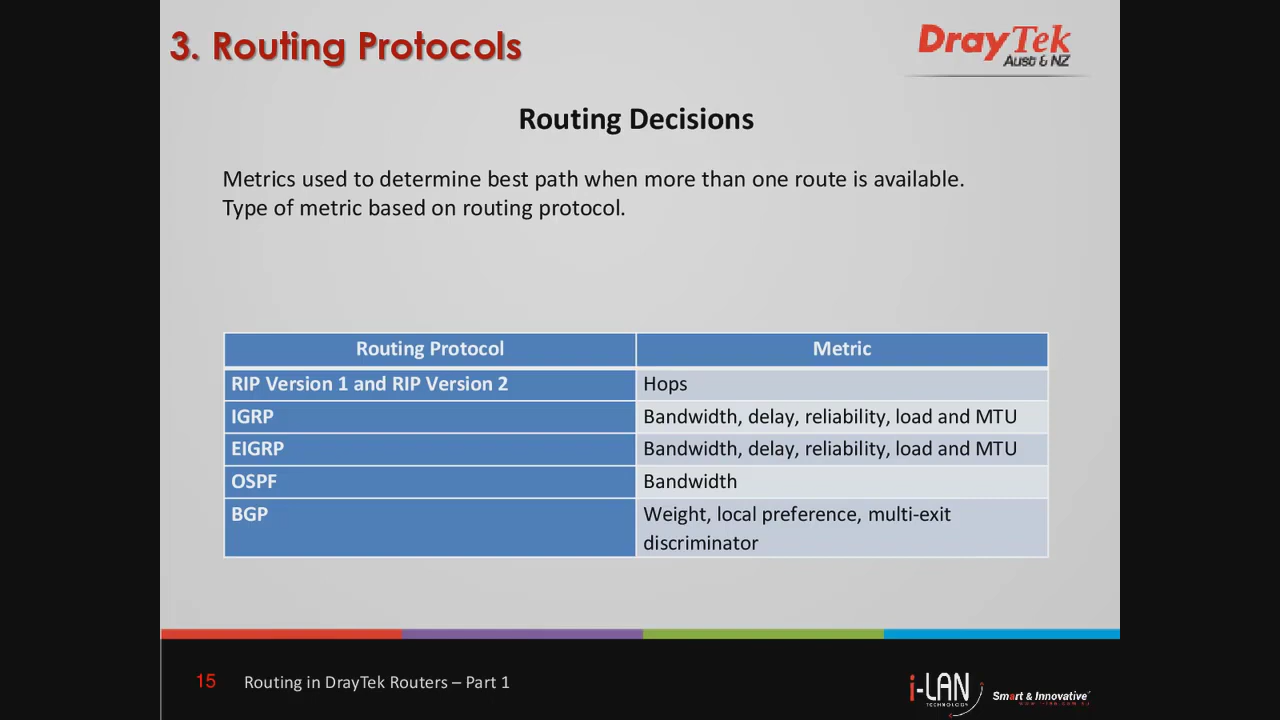 3. Routing Protocols
DrayTek
Aust & NZ
Routing Decisions
Metrics used to determine best path when more than one route is available.
Type of metric based on routing protocol.
Routing Protocol Metric
RIP Version 1 and RIP Version 2 Hops
IGRP Bandwidth, delay, reliability, load and MTU
EIGRP Bandwidth, delay, reliability, load and MTU
OSPF Bandwidth
BGP Weight, local preference, multi-exit
discriminator
15 Routing in DrayTek Routers – Part 1
i-LAN
TECHNOLOGY
Smart & Innovative